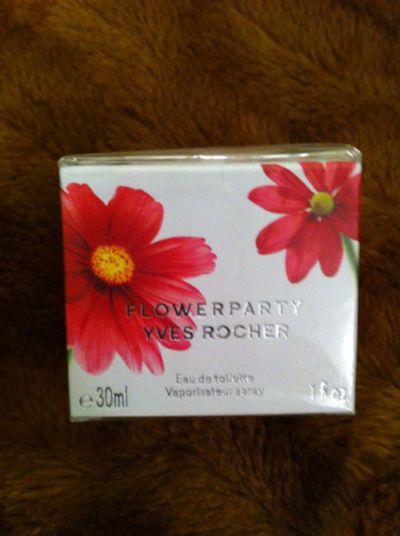 FLOWERPARTY
YVES ROCHER
Eau de toilette
Vaporisateur spray
℮30ml
1 fl.oz.